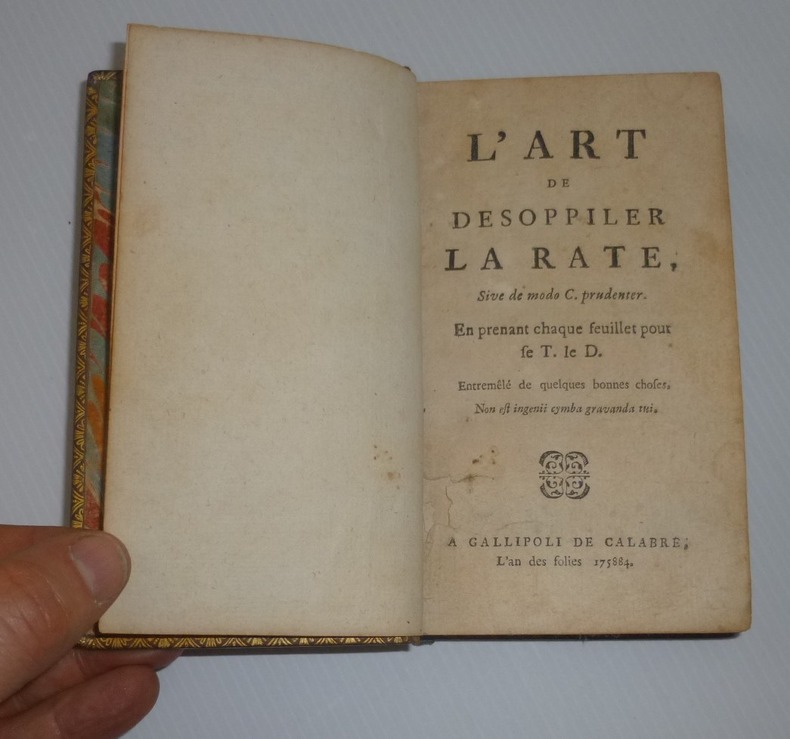 L'ART
DE
DESOPPILER
LA RATE,
Sive de modo C. prudenter.
En prenant chaque feuillet pour
ſe T. le D.
Entremêlé de quelques bonnes choſes.
Non eſt ingenii cymba gravanda tui.
A GALLIPOLI DE CALABRE,
L'an des folies 175884.